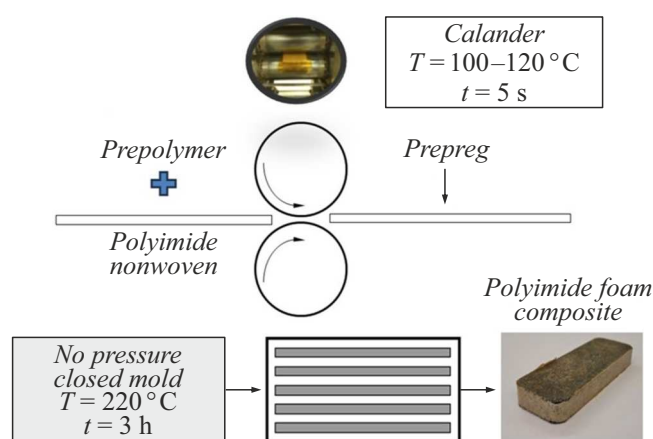 Calander
T = 100–120 °C
t = 5 s
Prepolymer
Prepreg
Polyimide
nonwoven
Polyimide foam
composite
No pressure
closed mold
T = 220 °C
t = 3 h